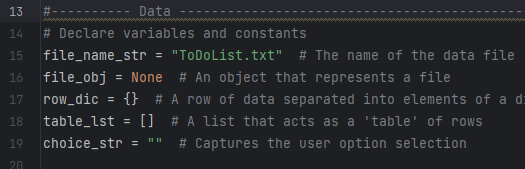 13 #---------- Data --------------------------------------------
14 # Declare variables and constants
15 file_name_str = "ToDoList.txt"  # The name of the data file
16 file_obj = None  # An object that represents a file
17 row_dic = {}  # A row of data separated into elements of a
18 table_lst = []  # A list that acts as a 'table' of rows
19 choice_str = ""  # Captures the user option selection
20